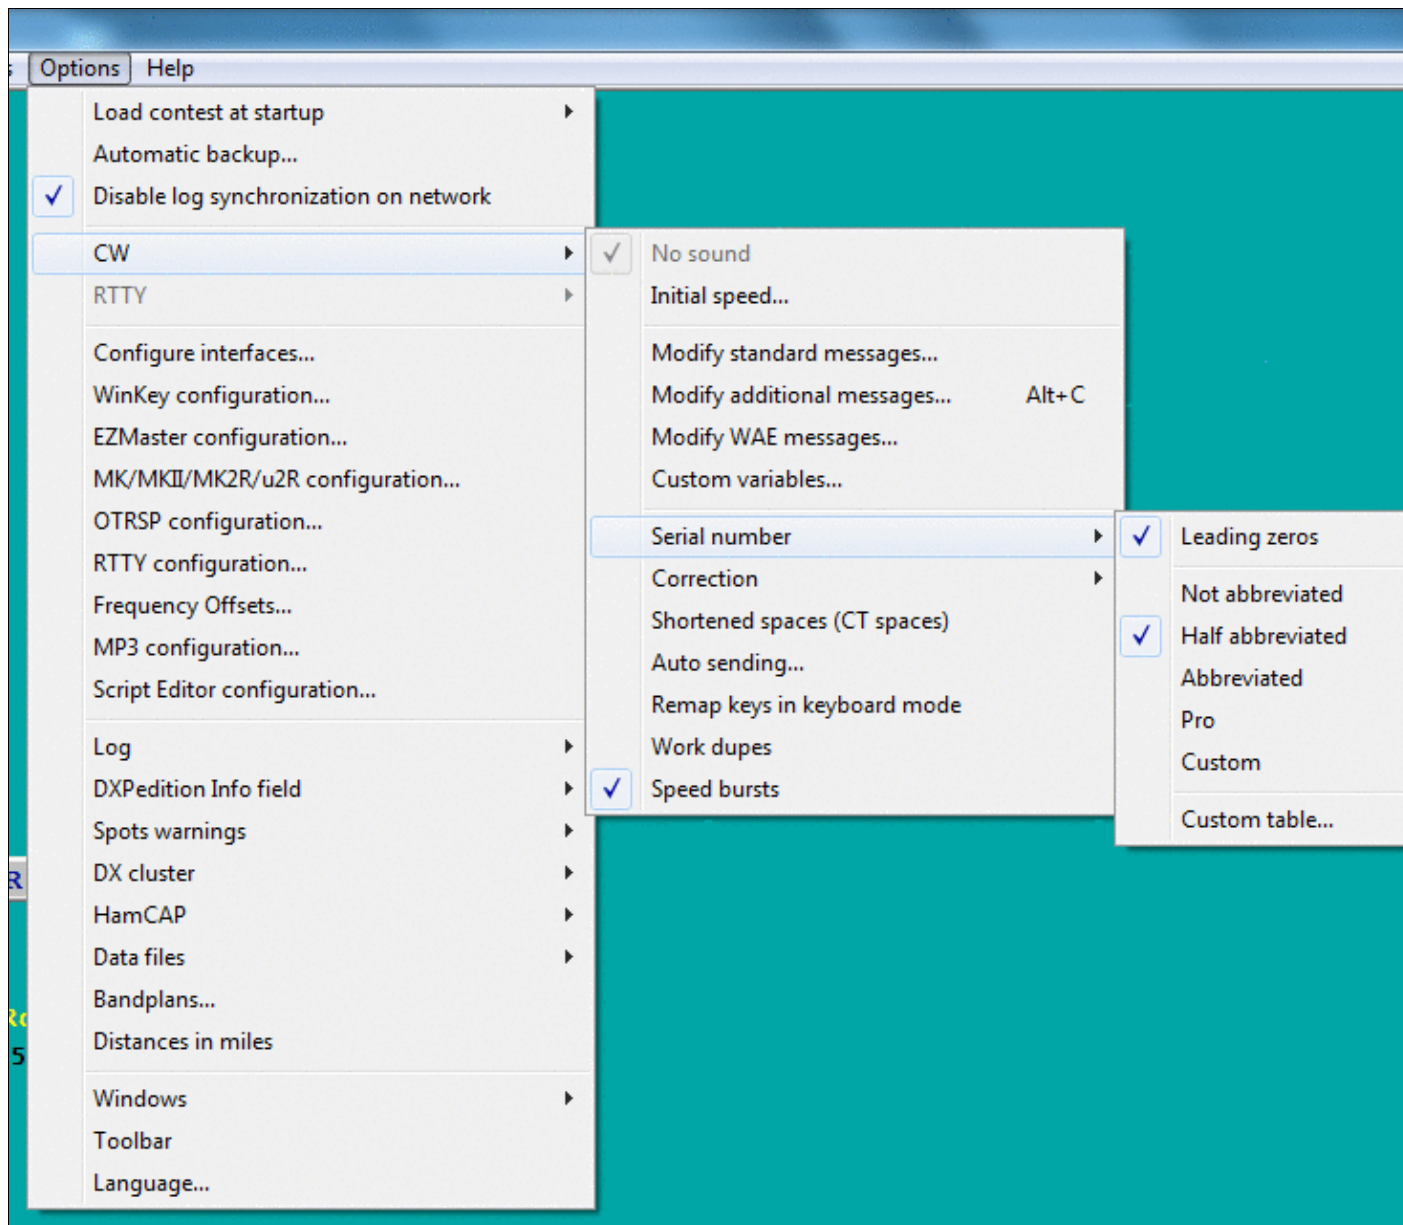 Options Help
Load contest at startup
Automatic backup...
Disable log synchronization on network
CW
RTTY
Configure interfaces...
WinKey configuration...
EZMaster configuration...
MK/MKII/MK2R/u2R configuration...
OTRSP configuration...
RTTY configuration...
Frequency Offsets...
MP3 configuration...
Script Editor configuration...
Log
DXPedition Info field
Spots warnings
DX cluster
HamCAP
Data files
Bandplans...
Distances in miles
Windows
Toolbar
Language...
No sound
Initial speed...
Modify standard messages...
Modify additional messages... Alt+C
Modify WAE messages...
Custom variables...
Serial number
Correction
Shortened spaces (CT spaces)
Auto sending...
Remap keys in keyboard mode
Work dupes
Speed bursts
Leading zeros
Not abbreviated
Half abbreviated
Abbreviated
Pro
Custom
Custom table...
R
5